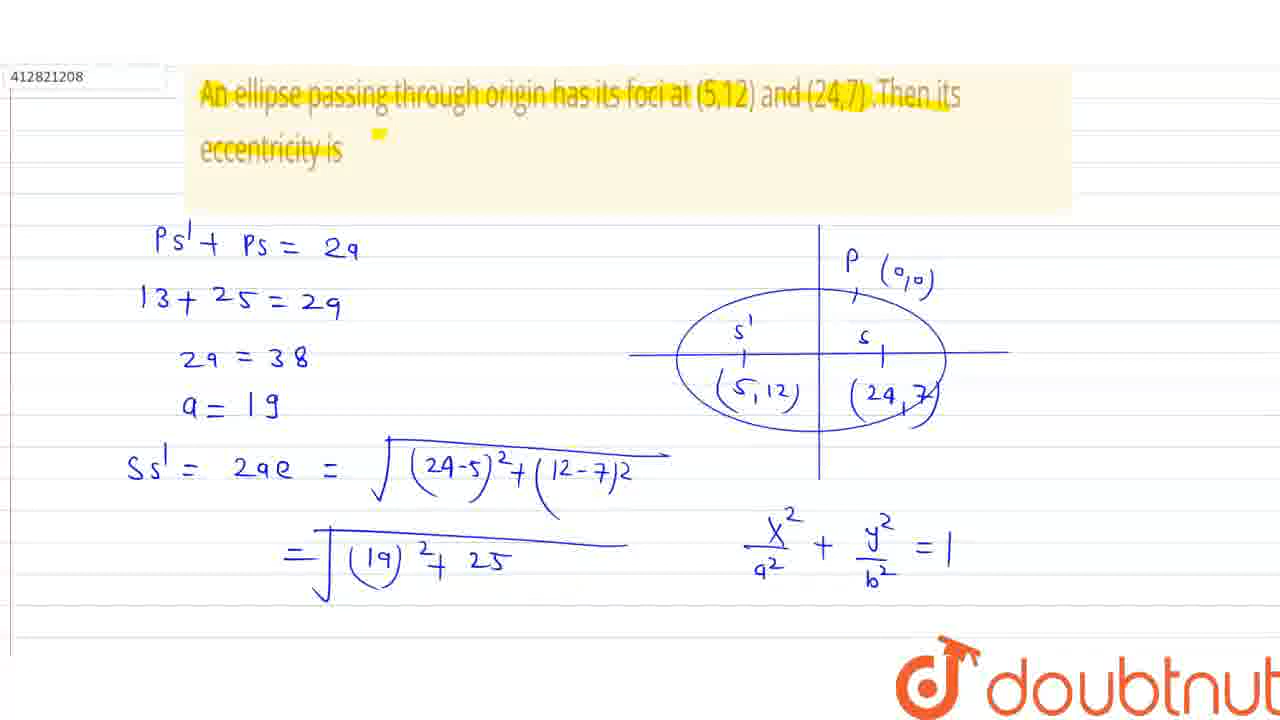 412821208
An ellipse passing through origin has its foci at (5,12) and (24,7) .Then its
eccentricity is
PS' + PS = 2a
13 + 25 = 2a
2a = 38
a = 19
SS' = 2ae = √(24-5)² + (12-7)2
= √(19)² + 25
P (0,0)
S' S
(5,12) (24,7)
x²/a² + y²/b² = 1
doubtnut